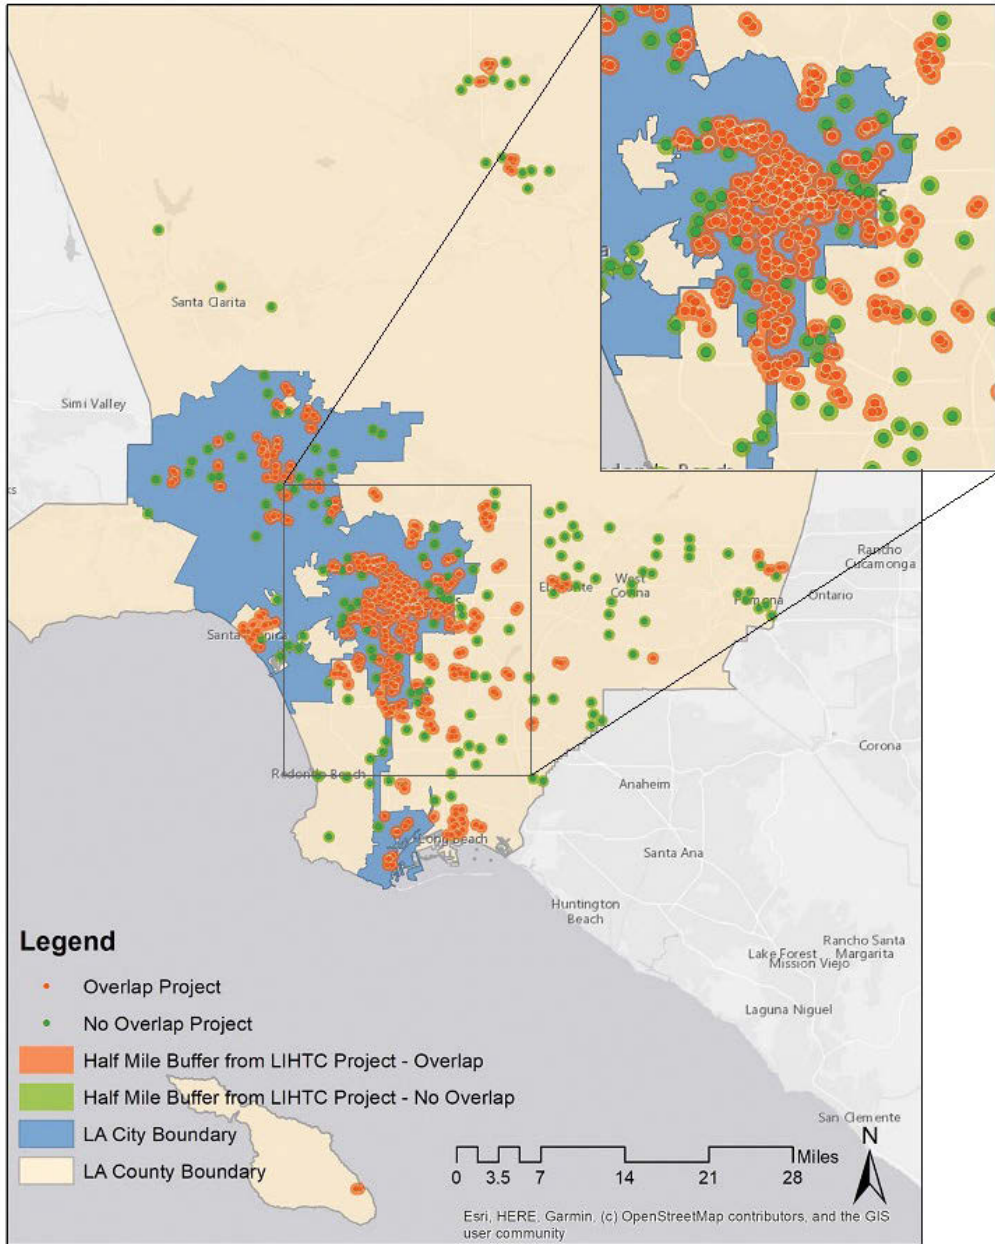 Santa Clarita
Simi Valley
Rancho
Cucamonga
Ontario
West
Covina
Pomona
Redondo Beach
Long Beach
Corona
Anaheim
Santa Ana
Huntington
Beach
Rancho Santa
Margarita
Lake Forest
Mission Viejo
Laguna Niguel
San Clemente
Legend
Overlap Project
No Overlap Project
Half Mile Buffer from LIHTC Project - Overlap
Half Mile Buffer from LIHTC Project - No Overlap
LA City Boundary
LA County Boundary
N
Miles
0 3.5 7 14 21 28
Esri, HERE, Garmin, (c) OpenStreetMap contributors, and the GIS
user community